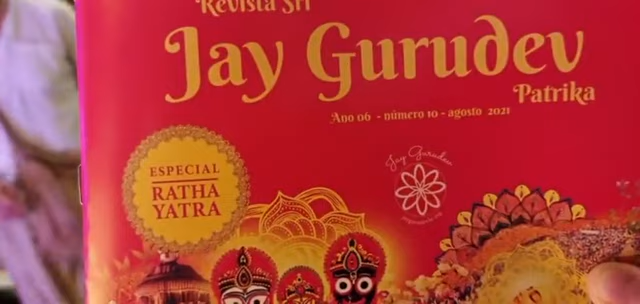 Revista Sri
Jay Gurudev
Patrika
Ano 06 - número 10 - agosto 2021
Jay Gurudev
ESPECIAL
RATHA
YATRA